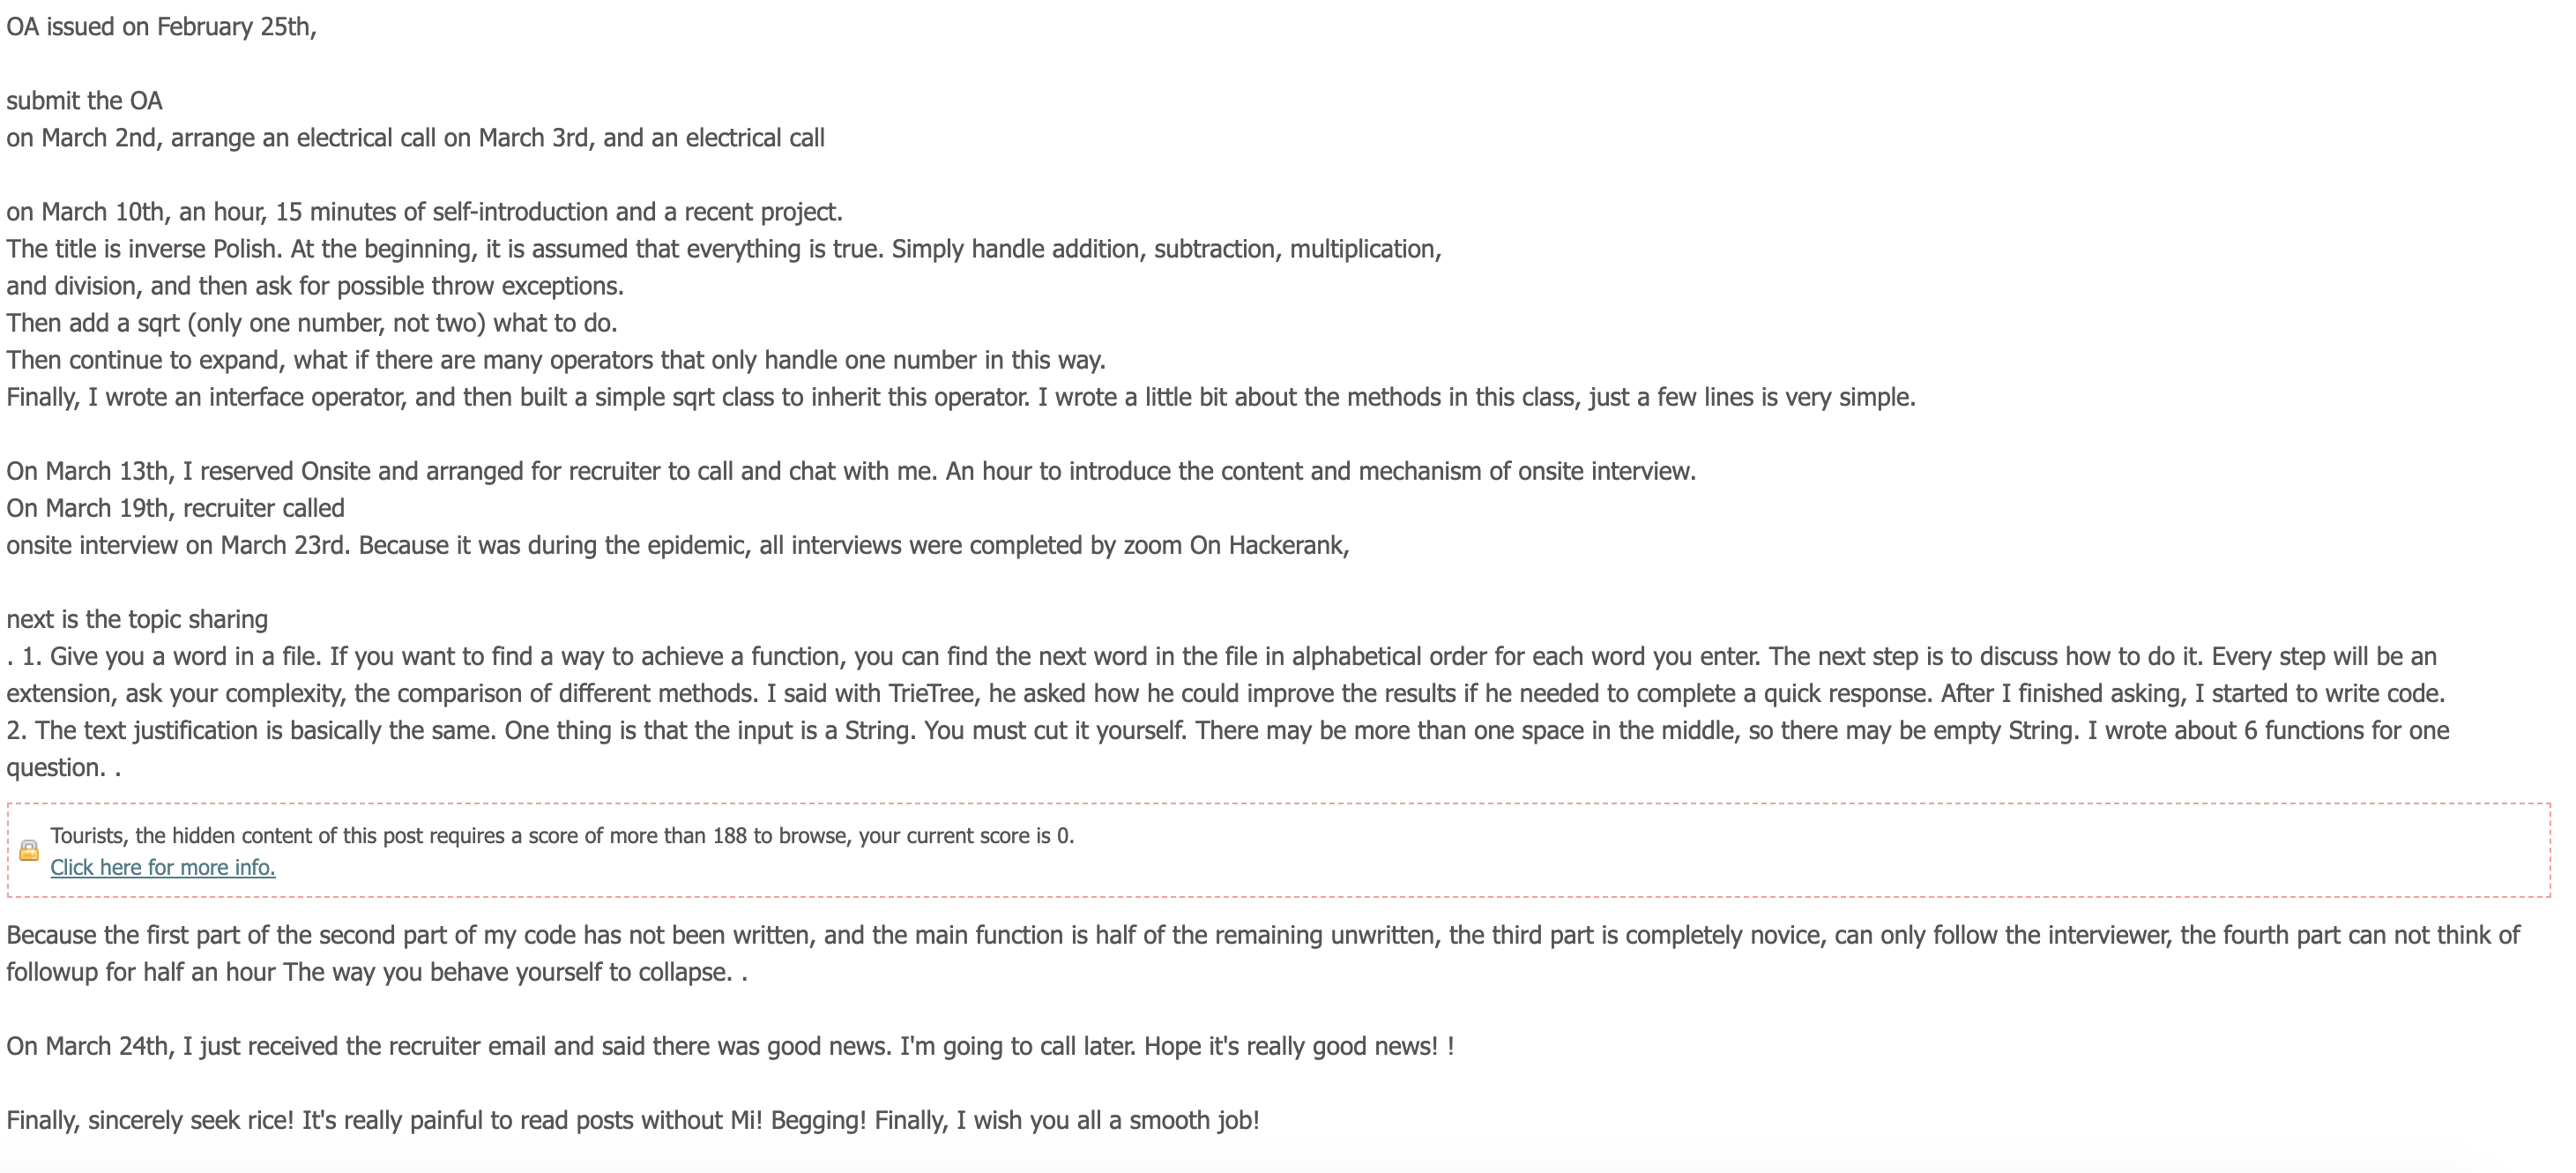 OA issued on February 25th,
submit the OA
on March 2nd, arrange an electrical call on March 3rd, and an electrical call
on March 10th, an hour, 15 minutes of self-introduction and a recent project.
The title is inverse Polish. At the beginning, it is assumed that everything is true. Simply handle addition, subtraction, multiplication,
and division, and then ask for possible throw exceptions.
Then add a sqrt (only one number, not two) what to do.
Then continue to expand, what if there are many operators that only handle one number in this way.
Finally, I wrote an interface operator, and then built a simple sqrt class to inherit this operator. I wrote a little bit about the methods in this class, just a few lines is very simple.
On March 13th, I reserved Onsite and arranged for recruiter to call and chat with me. An hour to introduce the content and mechanism of onsite interview.
On March 19th, recruiter called
onsite interview on March 23rd. Because it was during the epidemic, all interviews were completed by zoom On Hackerank,
next is the topic sharing
. 1. Give you a word in a file. If you want to find a way to achieve a function, you can find the next word in the file in alphabetical order for each word you enter. The next step is to discuss how to do it. Every step will be an
extension, ask your complexity, the comparison of different methods. I said with TrieTree, he asked how he could improve the results if he needed to complete a quick response. After I finished asking, I started to write code.
2. The text justification is basically the same. One thing is that the input is a String. You must cut it yourself. There may be more than one space in the middle, so there may be empty String. I wrote about 6 functions for one
question. .
Tourists, the hidden content of this post requires a score of more than 188 to browse, your current score is 0.
Click here for more info.
Because the first part of the second part of my code has not been written, and the main function is half of the remaining unwritten, the third part is completely novice, can only follow the interviewer, the fourth part can not think of
followup for half an hour The way you behave yourself to collapse. .
On March 24th, I just received the recruiter email and said there was good news. I'm going to call later. Hope it's really good news! !
Finally, sincerely seek rice! It's really painful to read posts without Mi! Begging! Finally, I wish you all a smooth job!